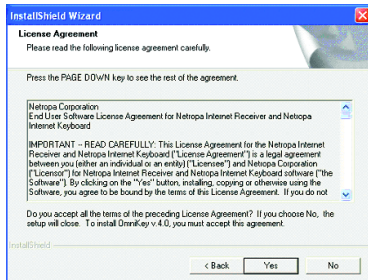 InstallShield Wizard
License Agreement
Please read the following license agreement carefully.
Press the PAGE DOWN key to see the rest of the agreement.
Netropa Corporation
End User Software License Agreement for Netropa Internet Receiver and Netropa
Internet Keyboard
IMPORTANT -- READ CAREFULLY: This License Agreement for the Netropa Internet
Receiver and Netropa Internet Keyboard ("License Agreement") is a legal agreement
between you (either an individual or an entity) ("Licensee") and Netropa Corporation
("Licensor") for Netropa Internet Receiver and Netropa Internet Keyboard software ("the
Software"). By clicking on the "Yes" button, installing, copying or otherwise using the
Software, you agree to be bound by the terms of this License Agreement. If you do not
Do you accept all the terms of the preceding License Agreement? If you choose No, the
setup will close. To install OmniKey v.4.0, you must accept this agreement.
InstallShield
< Back Yes No